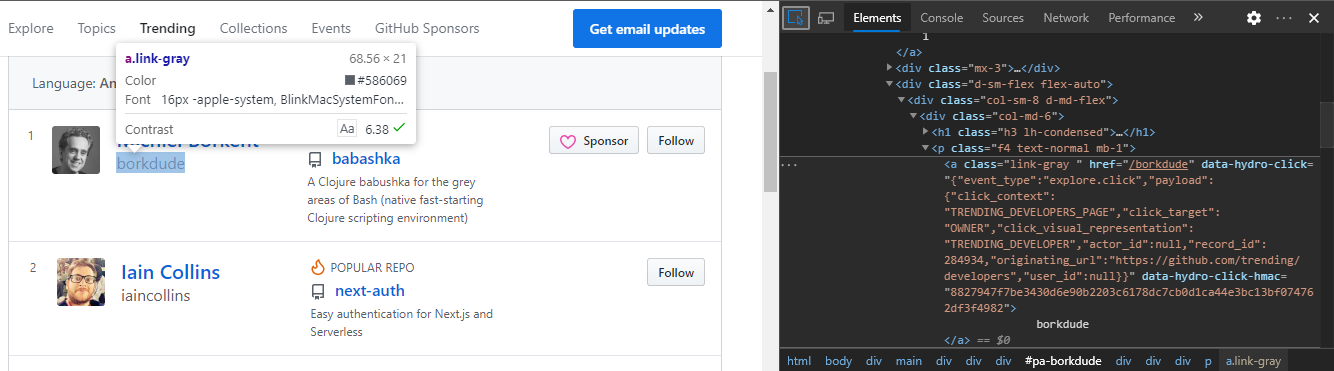 Explore Topics Trending Collections Events GitHub Sponsors Get email updates
Language: An
a.link-gray 68.56 × 21
Color #586069
Font 16px -apple-system, BlinkMacSystemFon...
Contrast Aa 6.38
1
borkdude
babashka
A Clojure babushka for the grey
areas of Bash (native fast-starting
Clojure scripting environment)
Sponsor Follow
2
Iain Collins
iaincollins
POPULAR REPO
next-auth
Easy authentication for Next.js and
Serverless
Follow
Elements Console Sources Network Performance »
1
</a>
<div class="mx-3">…</div>
<div class="d-sm-flex flex-auto">
<div class="col-sm-8 d-md-flex">
<div class="col-md-6">
<h1 class="h3 lh-condensed">…</h1>
<p class="f4 text-normal mb-1">
<a class="link-gray " href="/borkdude" data-hydro-click=
"{"event_type":"explore.click","payload":
{"click_context":
"TRENDING_DEVELOPERS_PAGE","click_target":
"OWNER","click_visual_representation":
"TRENDING_DEVELOPER","actor_id":null,"record_id":
284934,"originating_url":"https://github.com/trending/
developers","user_id":null}}" data-hydro-click-hmac=
"8827947f7be3430d6e90b2203c6178dc7cb0d1ca44e3bc13bf07476
2df3f4982">
borkdude
</a> == $0
html body div main div div div #pa-borkdude div div div p a.link-gray